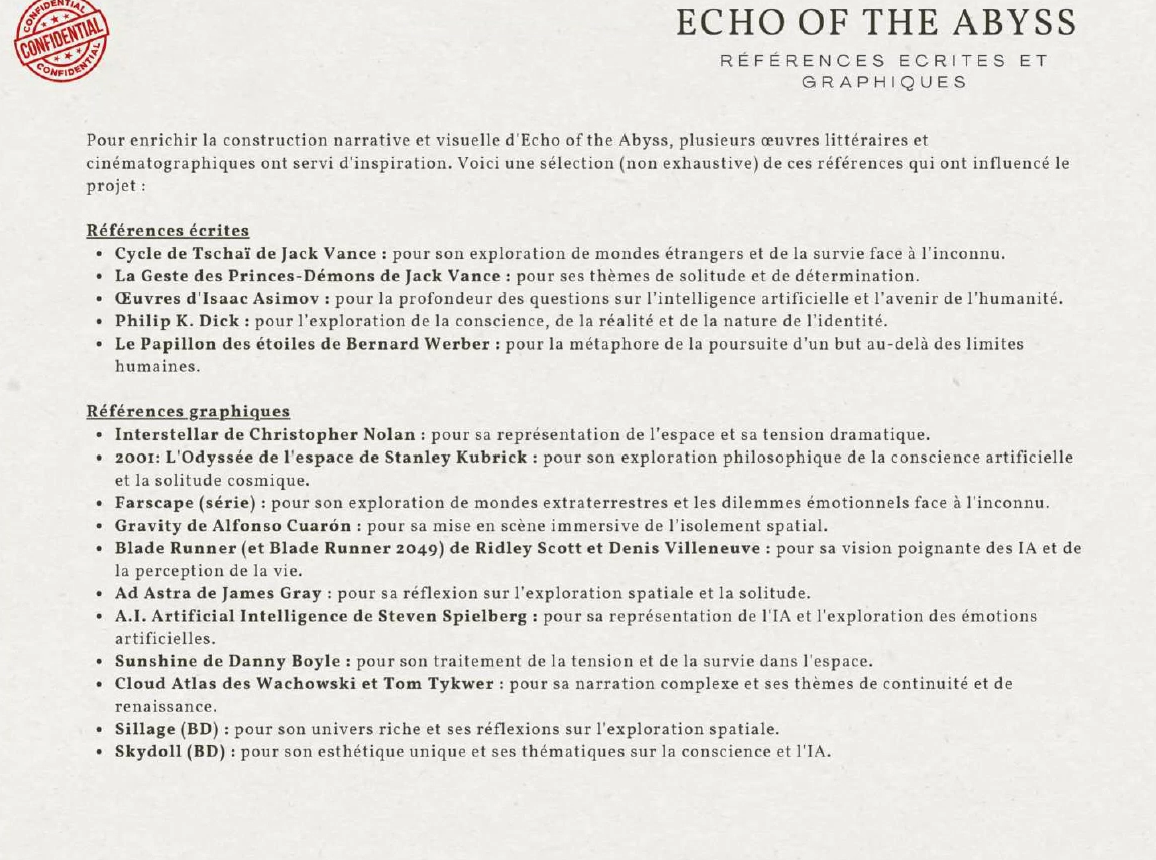 CONFIDENTIAL
CONFIDENTIAL
CONFIDENTIAL
ECHO OF THE ABYSS
RÉFÉRENCES ECRITES ET
GRAPHIQUES
Pour enrichir la construction narrative et visuelle d'Echo of the Abyss, plusieurs œuvres littéraires et
cinématographiques ont servi d'inspiration. Voici une sélection (non exhaustive) de ces références qui ont influencé le
projet :
Références écrites
• Cycle de Tschaï de Jack Vance : pour son exploration de mondes étrangers et de la survie face à l'inconnu.
• La Geste des Princes-Démons de Jack Vance : pour ses thèmes de solitude et de détermination.
• Œuvres d'Isaac Asimov : pour la profondeur des questions sur l'intelligence artificielle et l'avenir de l'humanité.
• Philip K. Dick : pour l'exploration de la conscience, de la réalité et de la nature de l'identité.
• Le Papillon des étoiles de Bernard Werber : pour la métaphore de la poursuite d'un but au-delà des limites
humaines.
Références graphiques
• Interstellar de Christopher Nolan : pour sa représentation de l'espace et sa tension dramatique.
• 2001: L'Odyssée de l'espace de Stanley Kubrick : pour son exploration philosophique de la conscience artificielle
et la solitude cosmique.
• Farscape (série) : pour son exploration de mondes extraterrestres et les dilemmes émotionnels face à l'inconnu.
• Gravity de Alfonso Cuarón : pour sa mise en scène immersive de l'isolement spatial.
• Blade Runner (et Blade Runner 2049) de Ridley Scott et Denis Villeneuve : pour sa vision poignante des IA et de
la perception de la vie.
• Ad Astra de James Gray : pour sa réflexion sur l'exploration spatiale et la solitude.
• A.I. Artificial Intelligence de Steven Spielberg : pour sa représentation de l'IA et l'exploration des émotions
artificielles.
• Sunshine de Danny Boyle : pour son traitement de la tension et de la survie dans l'espace.
• Cloud Atlas des Wachowski et Tom Tykwer : pour sa narration complexe et ses thèmes de continuité et de
renaissance.
• Sillage (BD) : pour son univers riche et ses réflexions sur l'exploration spatiale.
• Skydoll (BD) : pour son esthétique unique et ses thématiques sur la conscience et l'IA.